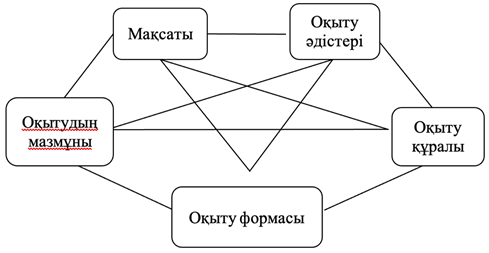 Мақсаты
Оқыту
әдістері
Оқытудың
мазмұны
Оқыту
құралы
Оқыту формасы